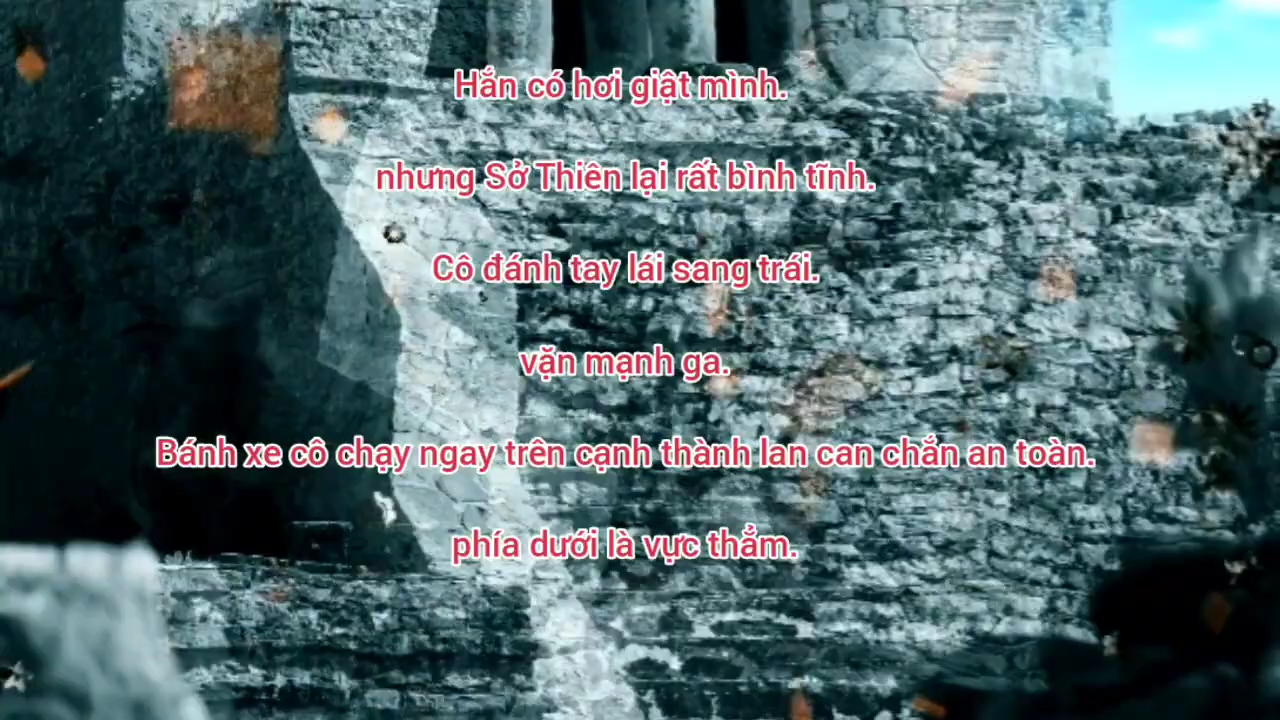 Hắn có hơi giật mình.
nhưng Sở Thiên lại rất bình tĩnh.
Cô đánh tay lái sang trái.
vặn mạnh ga.
Bánh xe cô chạy ngay trên cạnh thành lan can chắn an toàn.
phía dưới là vực thẳm.